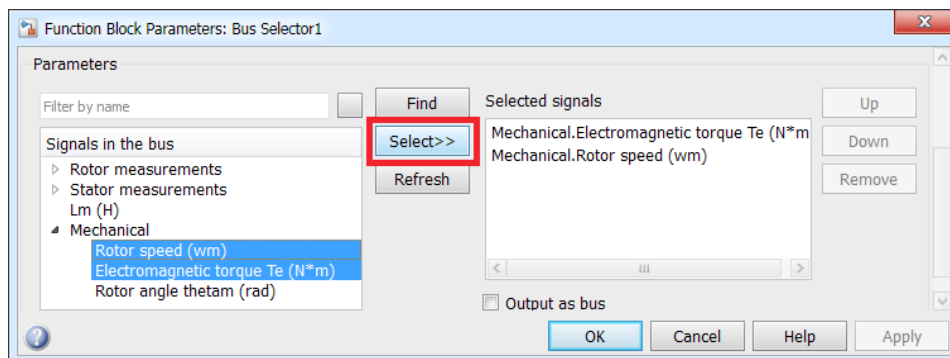 Function Block Parameters: Bus Selector1
Parameters
Filter by name
Find
Selected signals
Up
Signals in the bus
Select>>
Mechanical.Electromagnetic torque Te (N*m
Mechanical.Rotor speed (wm)
Down
Rotor measurements
Stator measurements
Refresh
Remove
Lm (H)
Mechanical
Rotor speed (wm)
Electromagnetic torque Te (N*m)
Rotor angle thetam (rad)
Output as bus
OK
Cancel
Help
Apply